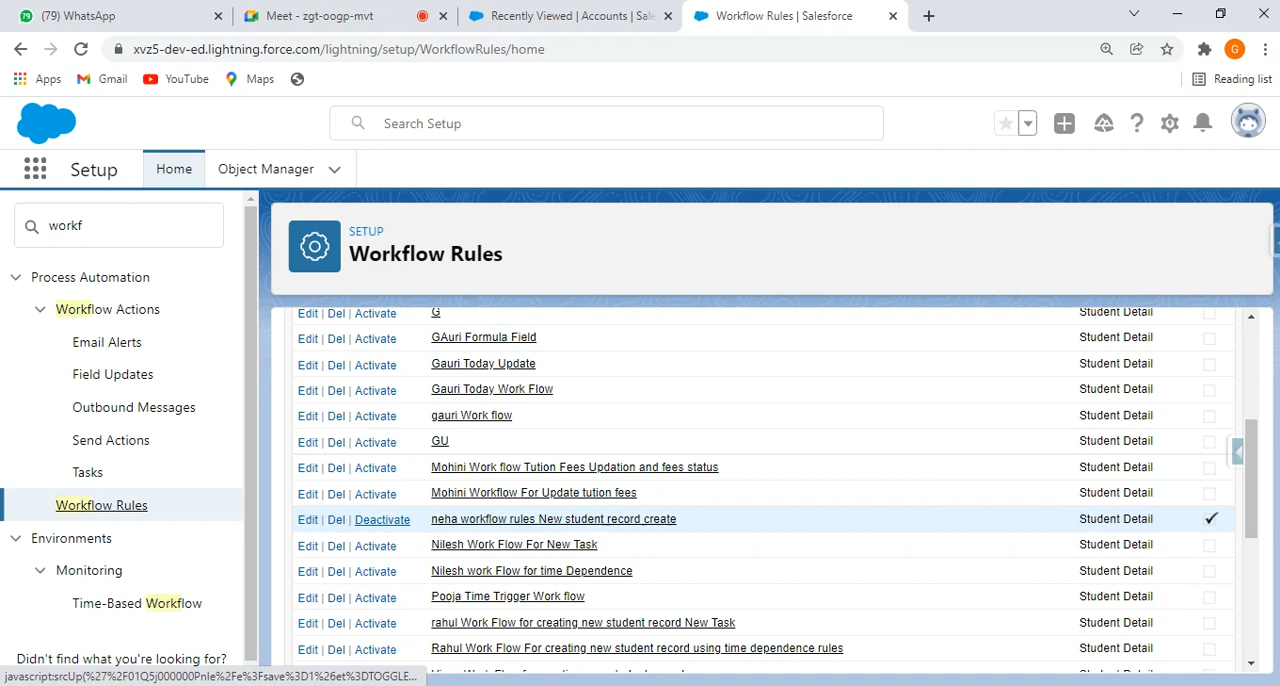 (79) WhatsApp
Meet - zgt-oogp-mvt
Recently Viewed | Accounts | Sale
Workflow Rules | Salesforce
xvz5-dev-ed.lightning.force.com/lightning/setup/WorkflowRules/home
G
Apps
Gmail
YouTube
Maps
Reading list
Search Setup
Setup
Home
Object Manager
workf
SETUP
Workflow Rules
Process Automation
Workflow Actions
Email Alerts
Field Updates
Outbound Messages
Send Actions
Tasks
Workflow Rules
Environments
Monitoring
Time-Based Workflow
Didn't find what you're looking for?
Edit | Del | Activate G Student Detail
Edit | Del | Activate GAuri Formula Field Student Detail
Edit | Del | Activate Gauri Today Update Student Detail
Edit | Del | Activate Gauri Today Work Flow Student Detail
Edit | Del | Activate gauri Work flow Student Detail
Edit | Del | Activate GU Student Detail
Edit | Del | Activate Mohini Work flow Tution Fees Updation and fees status Student Detail
Edit | Del | Activate Mohini Workflow For Update tution fees Student Detail
Edit | Del | Deactivate neha workflow rules New student record create Student Detail
Edit | Del | Activate Nilesh Work Flow For New Task Student Detail
Edit | Del | Activate Nilesh work Flow for time Dependence Student Detail
Edit | Del | Activate Pooja Time Trigger Work flow Student Detail
Edit | Del | Activate rahul Work Flow for creating new student record New Task Student Detail
Edit | Del | Activate Rahul Work Flow For creating new student record using time dependence rules Student Detail